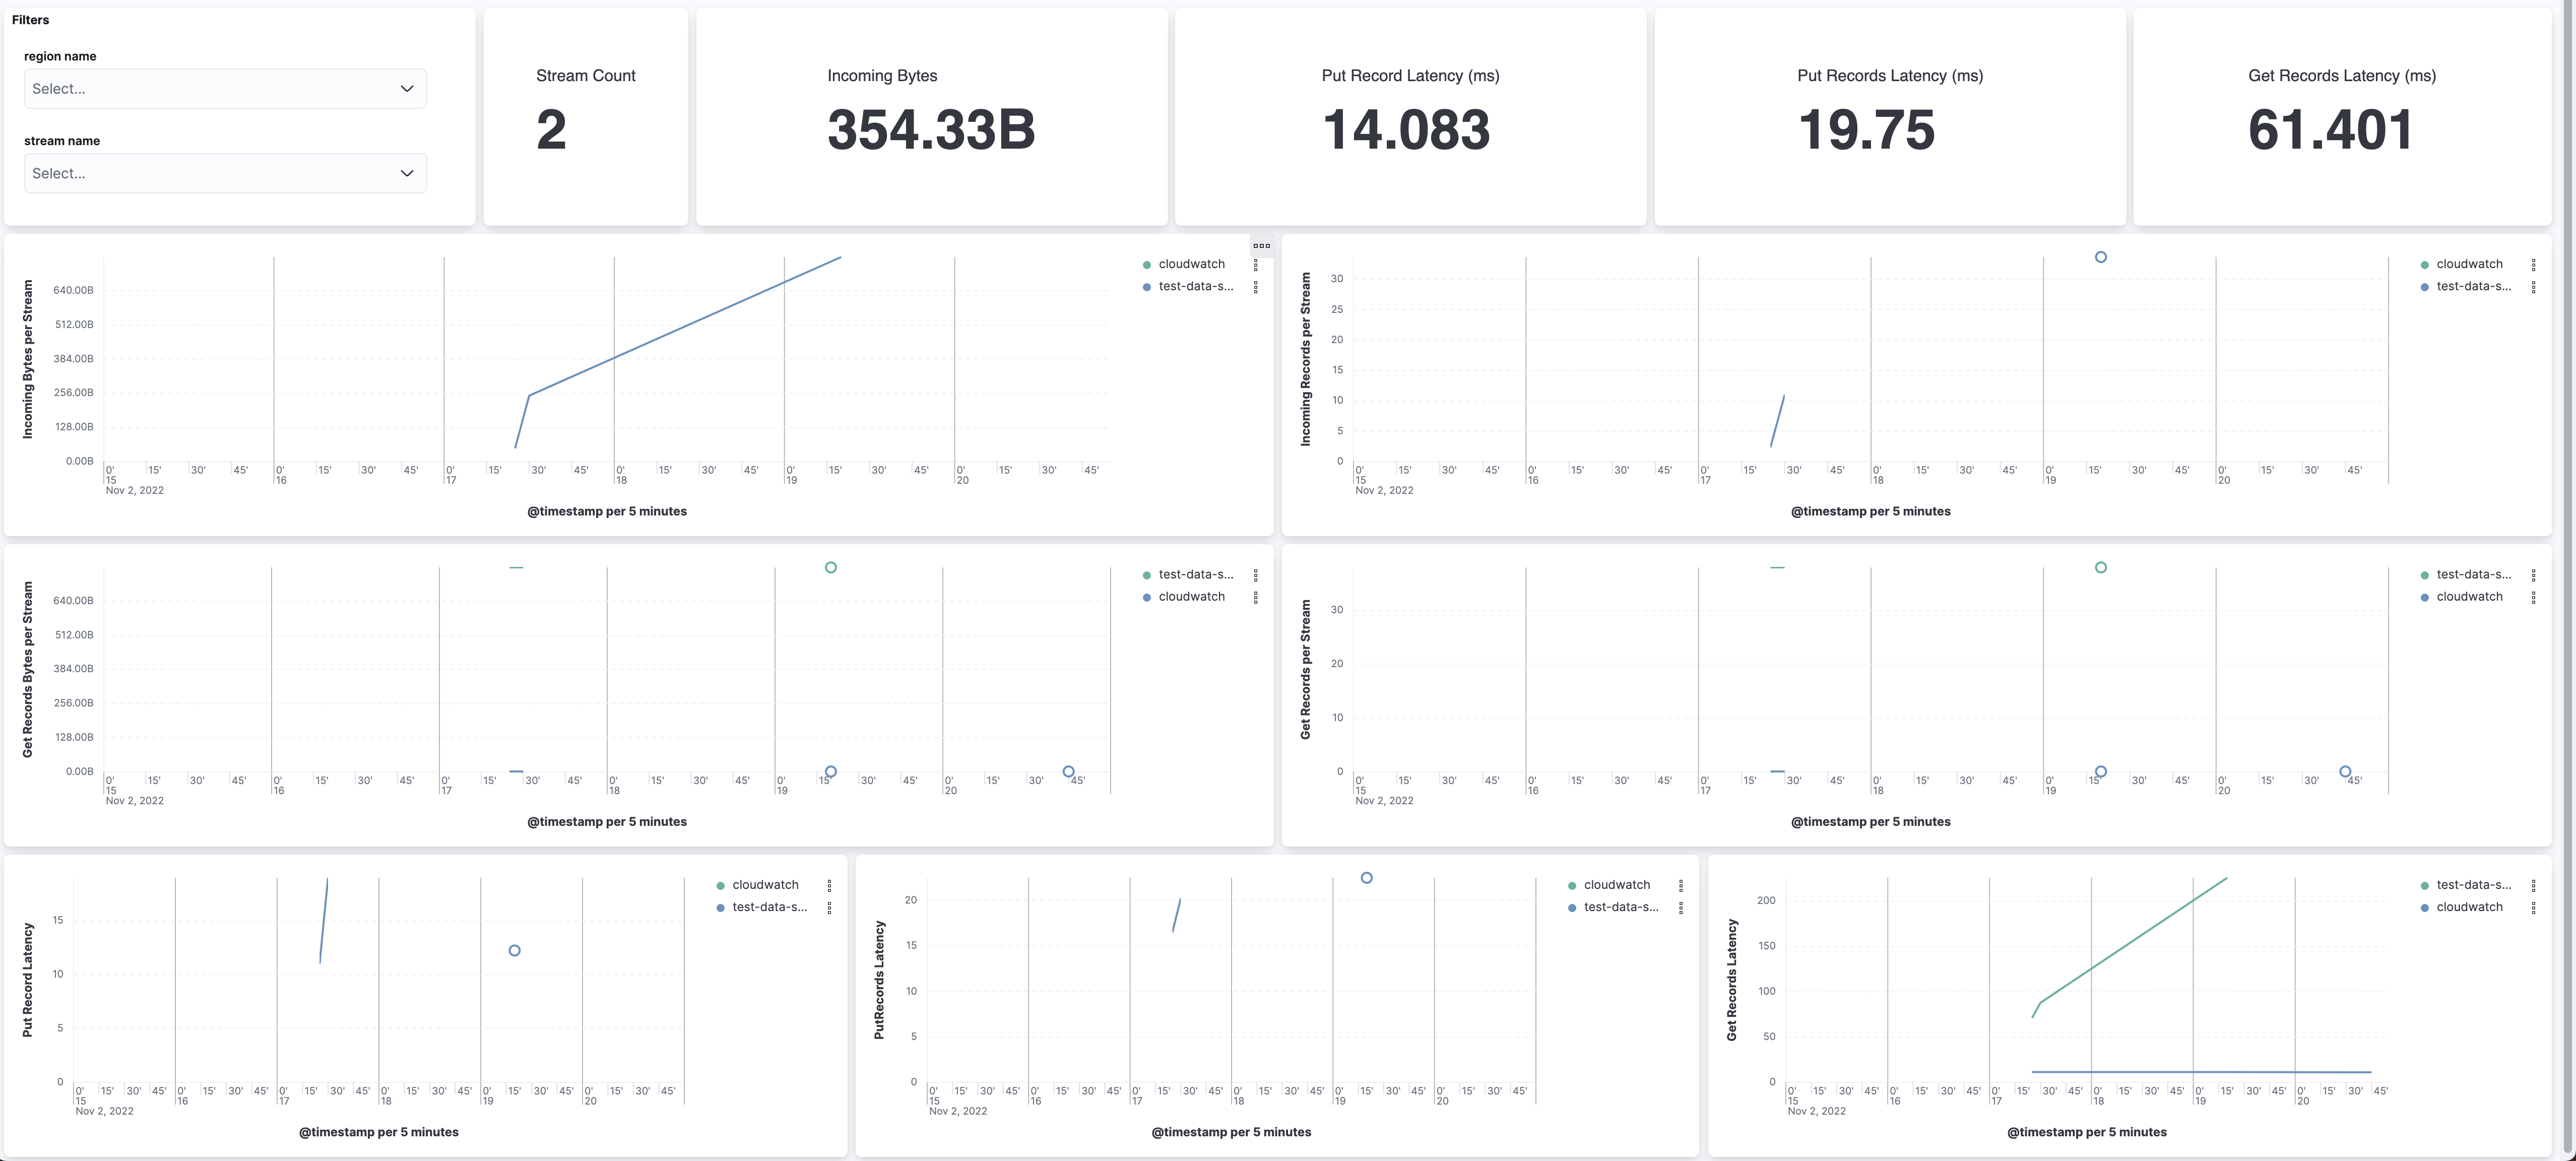 Filters
region name
Select...
stream name
Select...
Stream Count
2
Incoming Bytes
354.33B
Put Record Latency (ms)
14.083
Put Records Latency (ms)
19.75
Get Records Latency (ms)
61.401
Incoming Bytes per Stream
640.00B
512.00B
384.00B
256.00B
128.00B
0.00B
0' 15' 30' 45' 0' 15' 30' 45' 0' 15' 30' 45' 0' 15' 30' 45' 0' 15' 30' 45' 0' 15' 30' 45'
15 16 17 18 19 20
Nov 2, 2022
@timestamp per 5 minutes
cloudwatch
test-data-s...
Incoming Records per Stream
30
25
20
15
10
5
0
0' 15' 30' 45' 0' 15' 30' 45' 0' 15' 30' 45' 0' 15' 30' 45' 0' 15' 30' 45' 0' 15' 30' 45'
15 16 17 18 19 20
Nov 2, 2022
@timestamp per 5 minutes
cloudwatch
test-data-s...
Get Records Bytes per Stream
640.00B
512.00B
384.00B
256.00B
128.00B
0.00B
0' 15' 30' 45' 0' 15' 30' 45' 0' 15' 30' 45' 0' 15' 30' 45' 0' 15' 30' 45' 0' 15' 30' 45'
15 16 17 18 19 20
Nov 2, 2022
@timestamp per 5 minutes
test-data-s...
cloudwatch
Get Records per Stream
30
20
10
0
0' 15' 30' 45' 0' 15' 30' 45' 0' 15' 30' 45' 0' 15' 30' 45' 0' 15' 30' 45' 0' 15' 30' 45'
15 16 17 18 19 20
Nov 2, 2022
@timestamp per 5 minutes
test-data-s...
cloudwatch
Put Record Latency
15
10
5
0
0' 15' 30' 45' 0' 15' 30' 45' 0' 15' 30' 45' 0' 15' 30' 45' 0' 15' 30' 45' 0' 15' 30' 45'
15 16 17 18 19 20
Nov 2, 2022
@timestamp per 5 minutes
cloudwatch
test-data-s...
PutRecords Latency
20
15
10
5
0
0' 15' 30' 45' 0' 15' 30' 45' 0' 15' 30' 45' 0' 15' 30' 45' 0' 15' 30' 45' 0' 15' 30' 45'
15 16 17 18 19 20
Nov 2, 2022
@timestamp per 5 minutes
cloudwatch
test-data-s...
Get Records Latency
200
150
100
50
0
0' 15' 30' 45' 0' 15' 30' 45' 0' 15' 30' 45' 0' 15' 30' 45' 0' 15' 30' 45' 0' 15' 30' 45'
15 16 17 18 19 20
Nov 2, 2022
@timestamp per 5 minutes
test-data-s...
cloudwatch